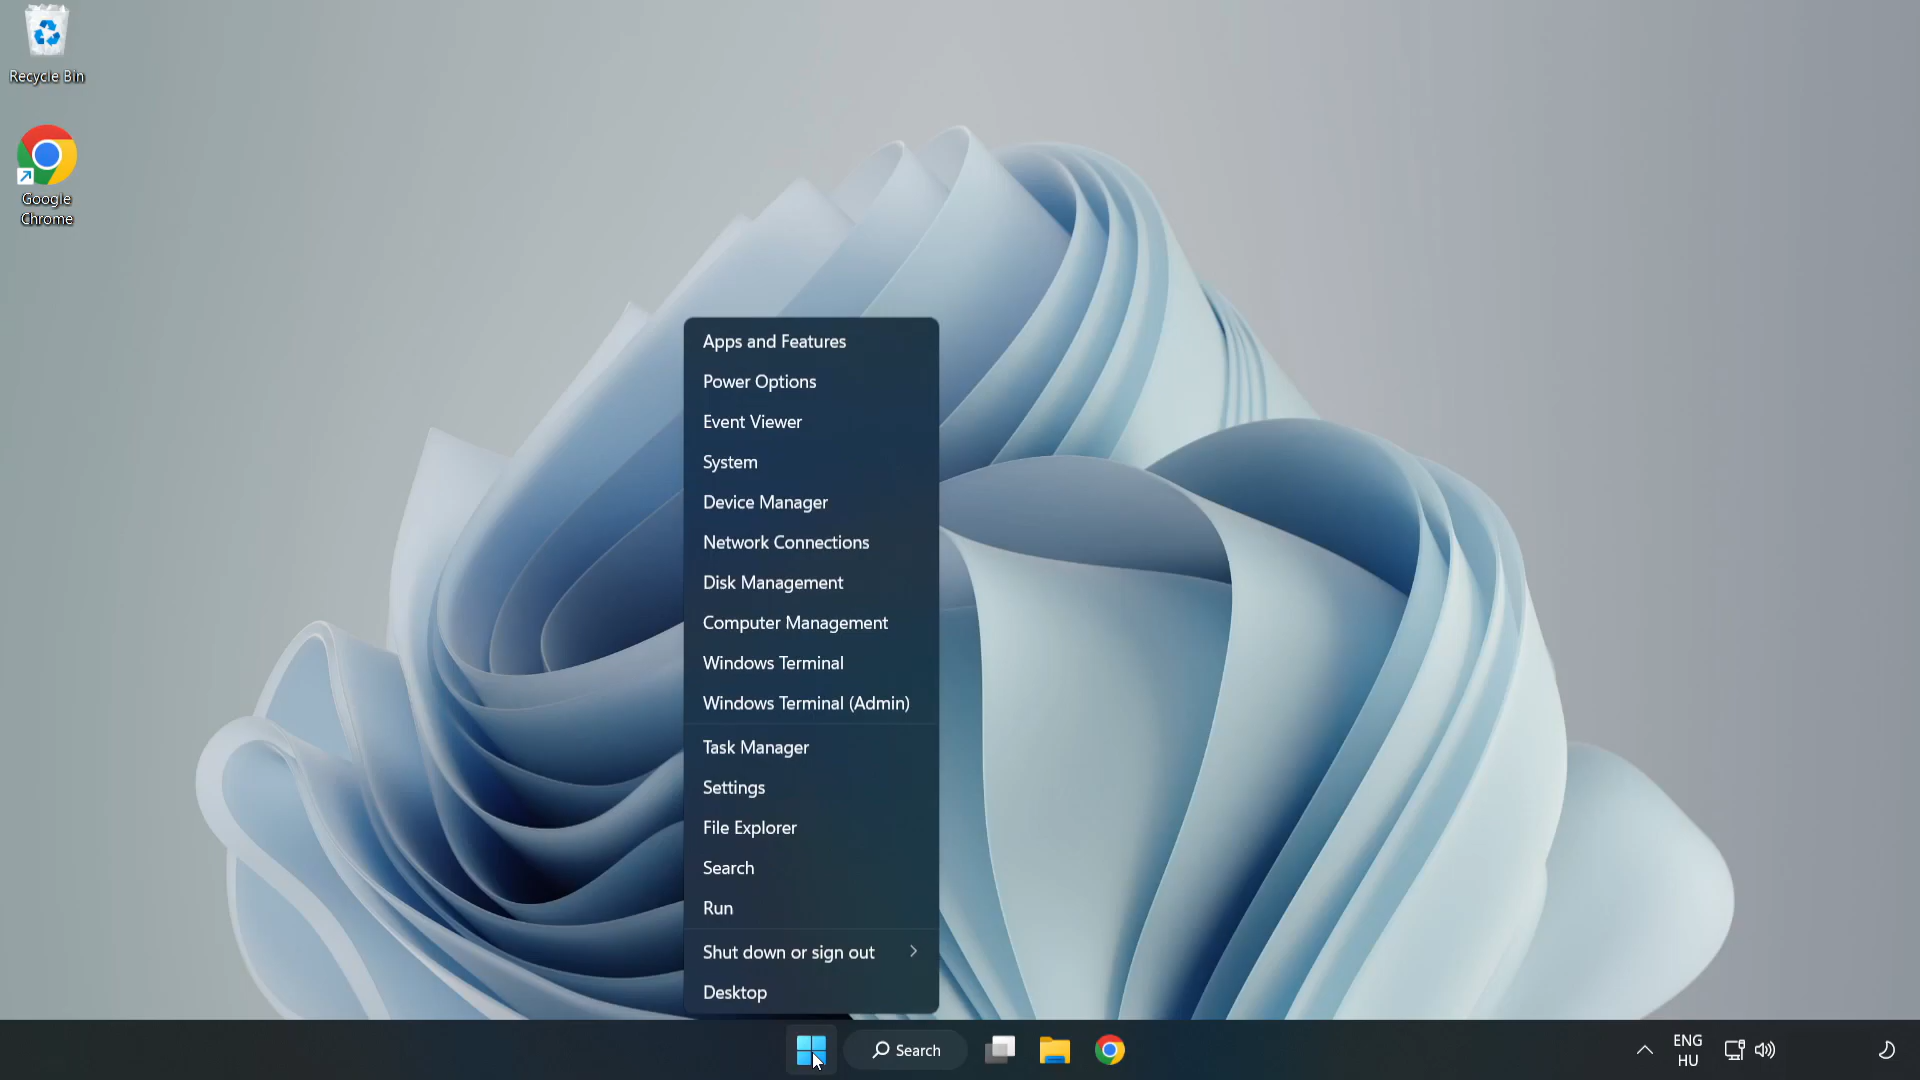 Recycle Bin
Google
Chrome
Apps and Features
Power Options
Event Viewer
System
Device Manager
Network Connections
Disk Management
Computer Management
Windows Terminal
Windows Terminal (Admin)
Task Manager
Settings
File Explorer
Search
Run
Shut down or sign out
Desktop
Search
ENG
HU